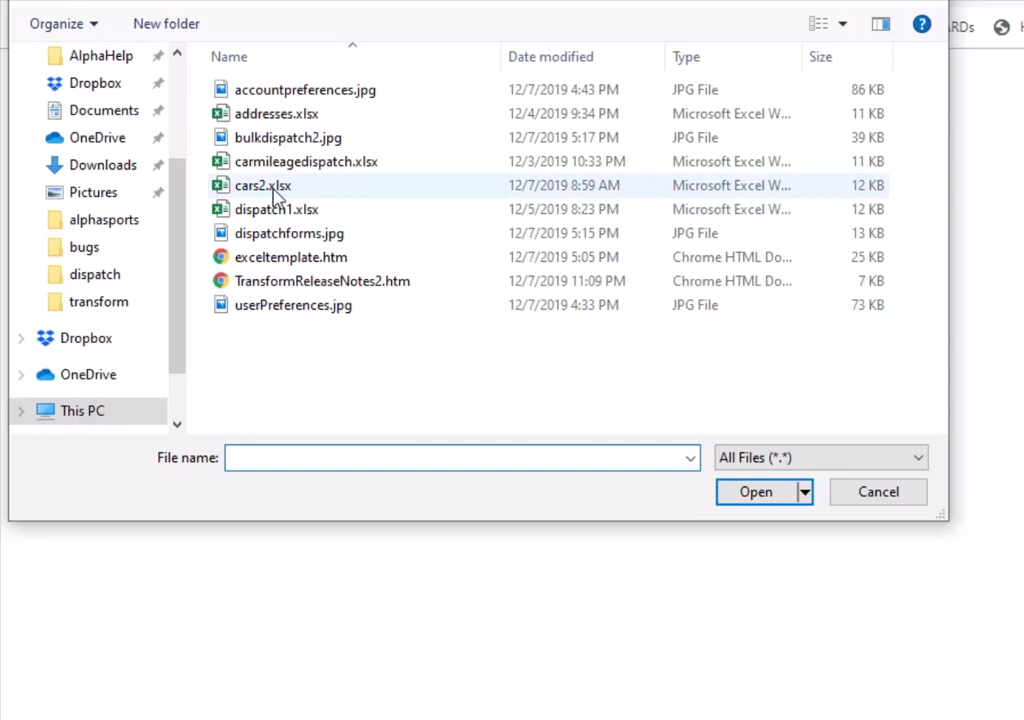 Organize New folder ?
RDs
Name Date modified Type Size
AlphaHelp
Dropbox
Documents
OneDrive
Downloads
Pictures
alphasports
bugs
dispatch
transform
Dropbox
OneDrive
This PC
accountpreferences.jpg 12/7/2019 4:43 PM JPG File 86 KB
addresses.xlsx 12/4/2019 9:34 PM Microsoft Excel W... 11 KB
bulkdispatch2.jpg 12/7/2019 5:17 PM JPG File 39 KB
carmileagedispatch.xlsx 12/3/2019 10:33 PM Microsoft Excel W... 11 KB
cars2.xlsx 12/7/2019 8:59 AM Microsoft Excel W... 12 KB
dispatch1.xlsx 12/5/2019 8:23 PM Microsoft Excel W... 12 KB
dispatchforms.jpg 12/7/2019 5:15 PM JPG File 13 KB
exceltemplate.htm 12/7/2019 5:05 PM Chrome HTML Do... 25 KB
TransformReleaseNotes2.htm 12/7/2019 11:09 PM Chrome HTML Do... 7 KB
userPreferences.jpg 12/7/2019 4:33 PM JPG File 73 KB
File name: All Files (*.*)
Open Cancel